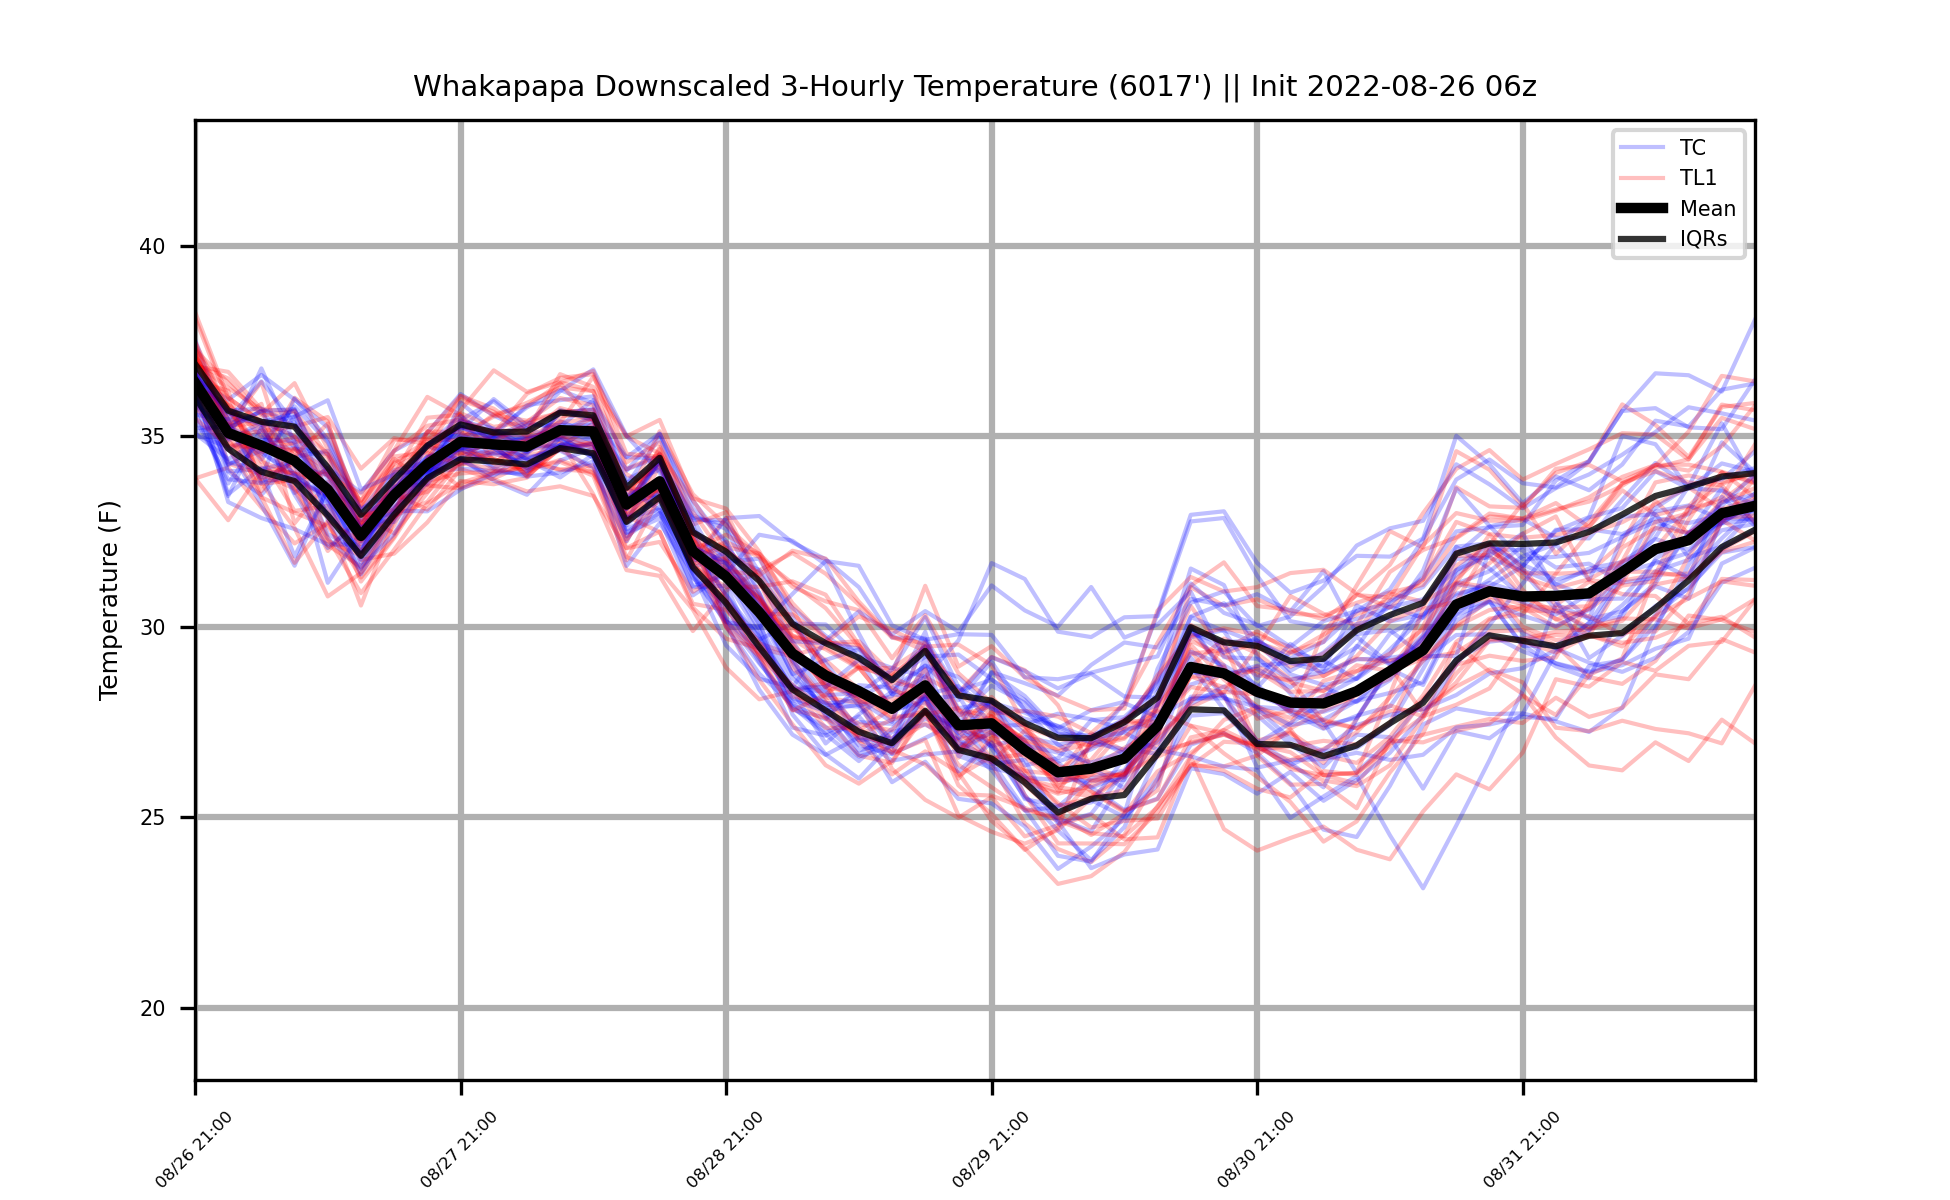 Whakapapa Downscaled 3-Hourly Temperature (6017') || Init 2022-08-26 06z
TC
TL1
Mean
IQRs
Temperature (F)
40
35
30
25
20
08/26 21:00
08/27 21:00
08/28 21:00
08/29 21:00
08/30 21:00
08/31 21:00